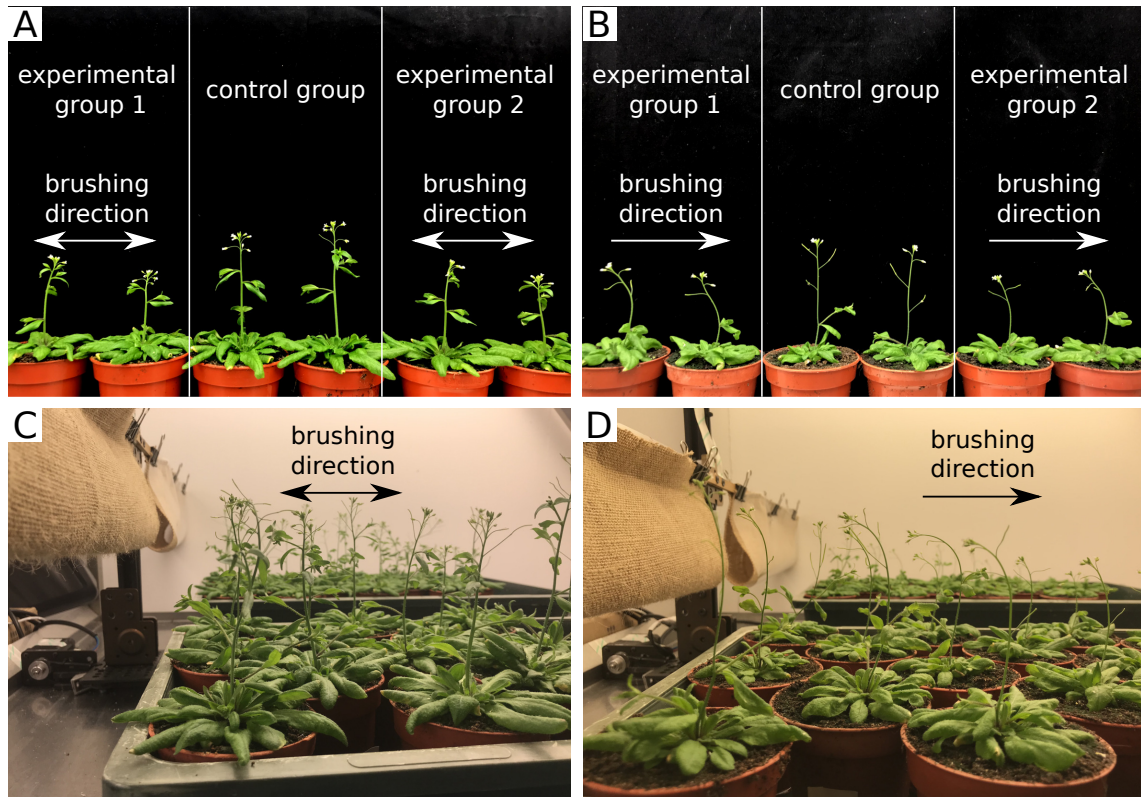 A
experimental
group 1
control group
experimental
group 2
brushing
direction
brushing
direction
B
experimental
group 1
control group
experimental
group 2
brushing
direction
brushing
direction
C
brushing
direction
D
brushing
direction